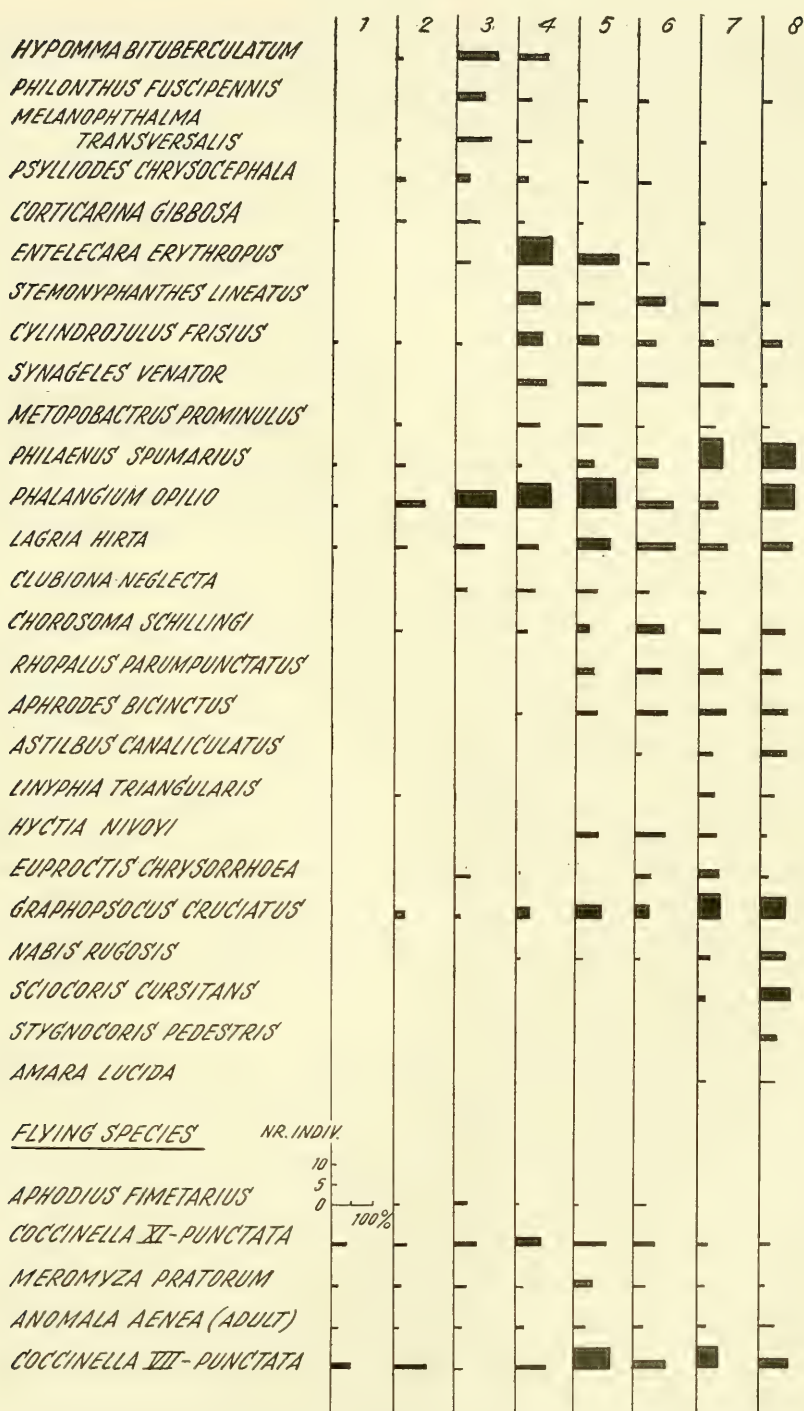 1 2 3 4 5 6 7 8
HYPOMMA BITUBERCULATUM
PHILONTHUS FUSCIPENNIS
MELANOPHTHALMA
TRANSVERSALIS
PSYLLIODES CHRYSOCEPHALA
CORTICARINA GIBBOSA
ENTELECARA ERYTHROPUS
STEMONYPHANTHES LINEATUS
CYLINDROJULUS FRISIUS
SYNAGELES VENATOR
METOPOBACTRUS PROMINULUS
PHILAENUS SPUMARIUS
PHALANGIUM OPILIO
LAGRIA HIRTA
CLUBIONA NEGLECTA
CHOROSOMA SCHILLINGI
RHOPALUS PARUMPUNCTATUS
APHRODES BICINCTUS
ASTILBUS CANALICULATUS
LINYPHIA TRIANGULARIS
HYCTIA NIVOYI
EUPROCTIS CHRYSORRHOEA
GRAPHOPSOCUS CRUCIATUS
NABIS RUGOSIS
SCIOCORIS CURSITANS
STYGNOCORIS PEDESTRIS
AMARA LUCIDA
FLYING SPECIES NR. INDIV.
10
5
APHODIUS FIMETARIUS 0
100%
COCCINELLA XI-PUNCTATA
MEROMYZA PRATORUM
ANOMALA AENEA (ADULT)
COCCINELLA VII-PUNCTATA